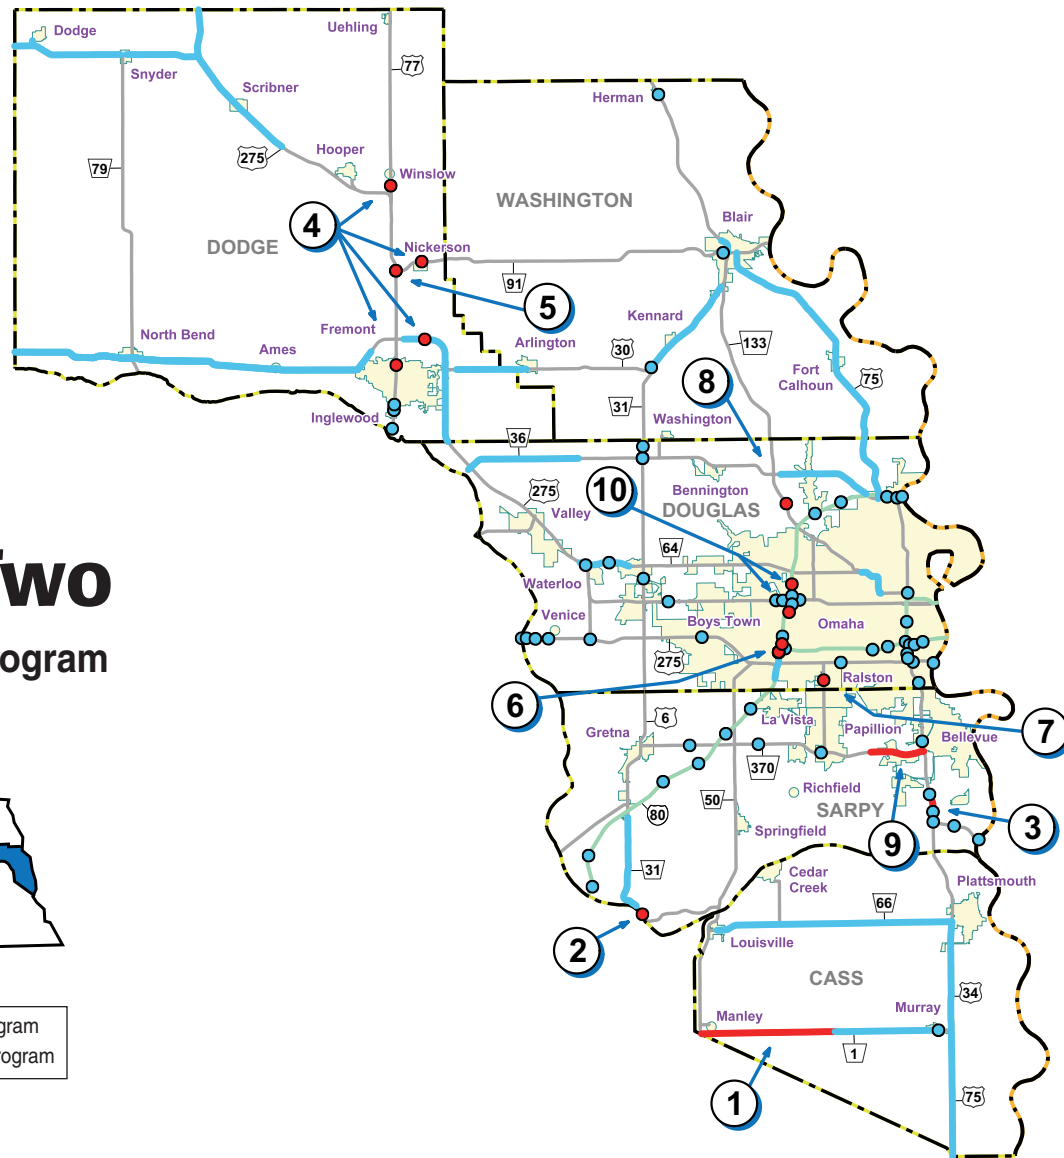 Dodge
Uehling
77
Snyder
Scribner
Herman
275
Hooper
79
Winslow
WASHINGTON
4
Blair
DODGE
Nickerson
91
5
Kennard
North Bend
Fremont
133
Ames
Arlington
30
8
Fort
Calhoun
75
31
Inglewood
Washington
36
10
Bennington
275
DOUGLAS
Valley
64
Waterloo
Venice
Boys Town
Omaha
275
Ralston
6
6
La Vista
7
Gretna
Papillion
Bellevue
370
Richfield
50
SARPY
80
3
Springfield
9
31
Cedar
Creek
Plattsmouth
66
2
Louisville
CASS
34
Manley
Murray
1
1
75
Two
rogram
gram
rogram